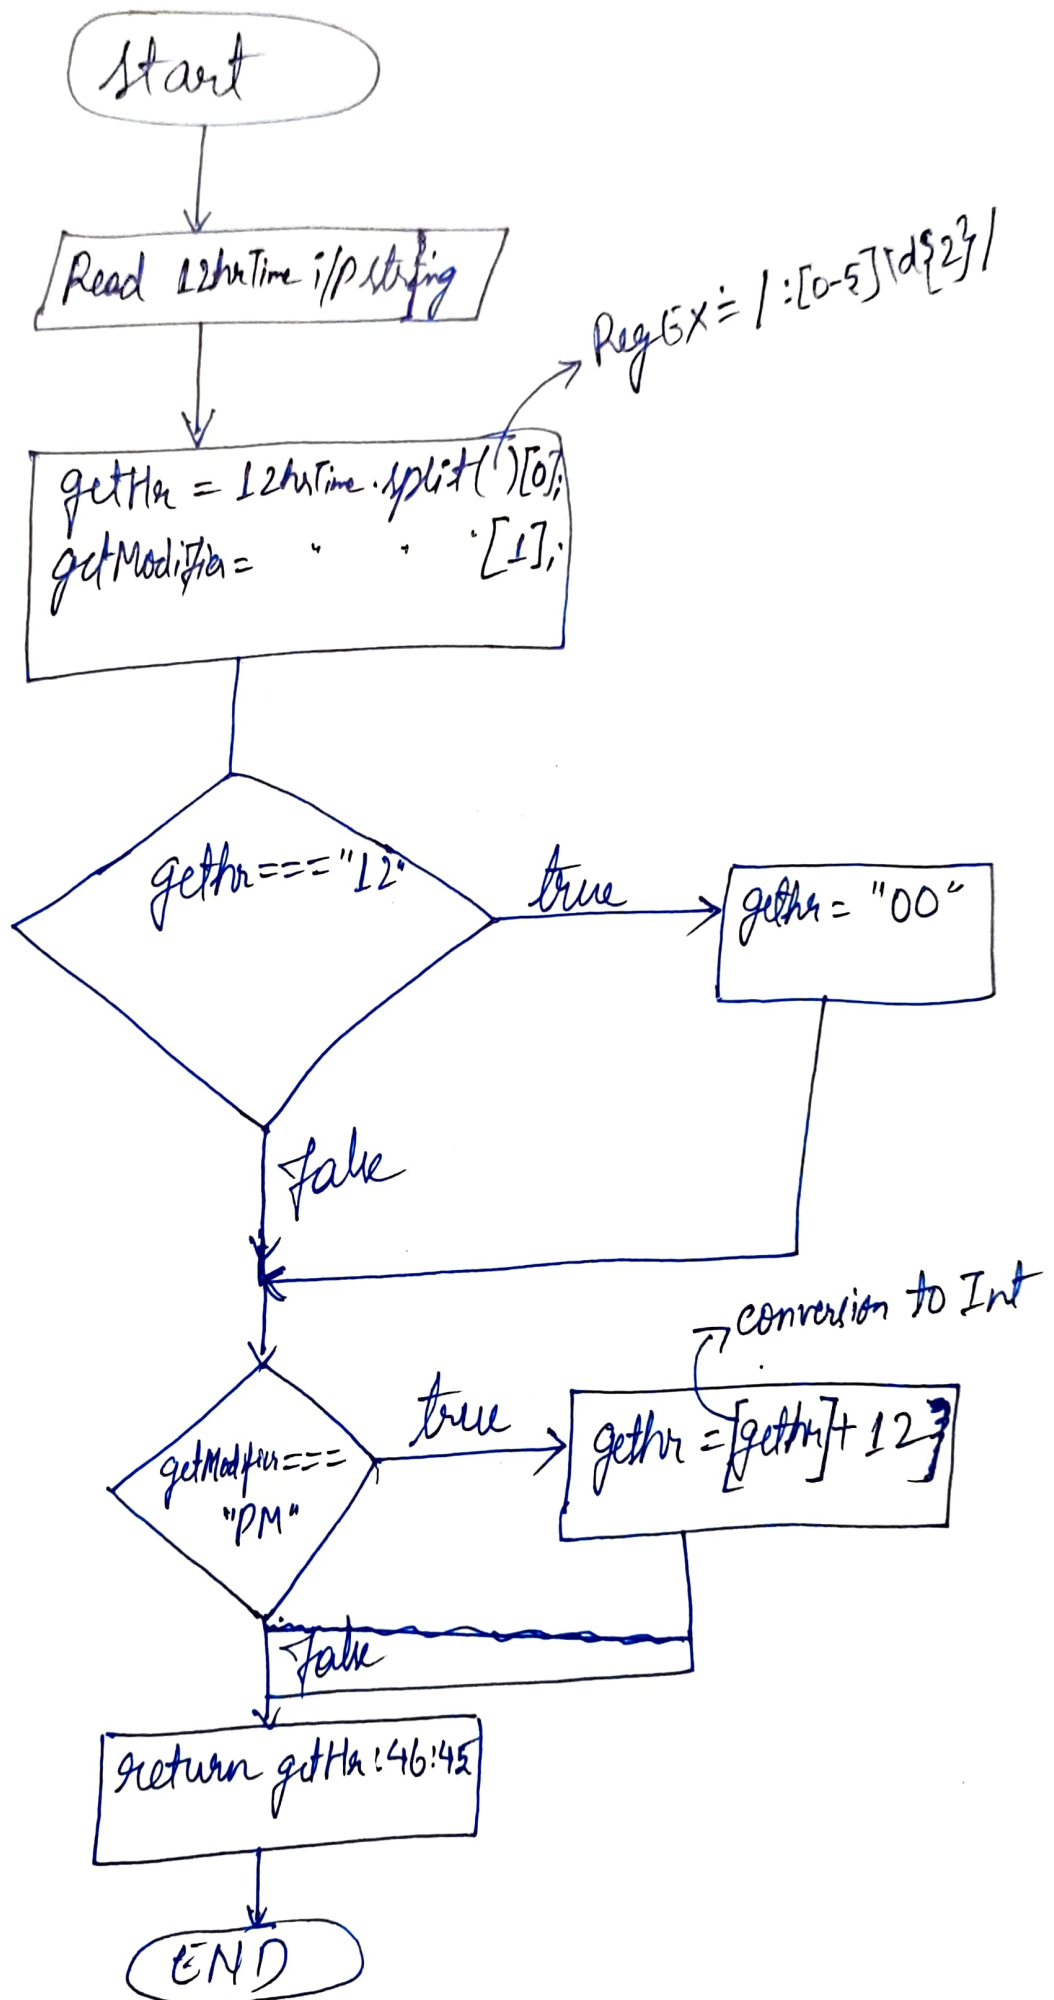 start
Read 12hrTime i/p string
RegEx = /:[0-5]\d{2}/
getHr = 12hrTime.split( )[0];
getModifier = " " "[1];
gethr === "12"
true
gethr = "00"
false
conversion to Int
true
getModifier ===
"PM"
gethr = [gethr] + 12
false
return getHr:46:45
END